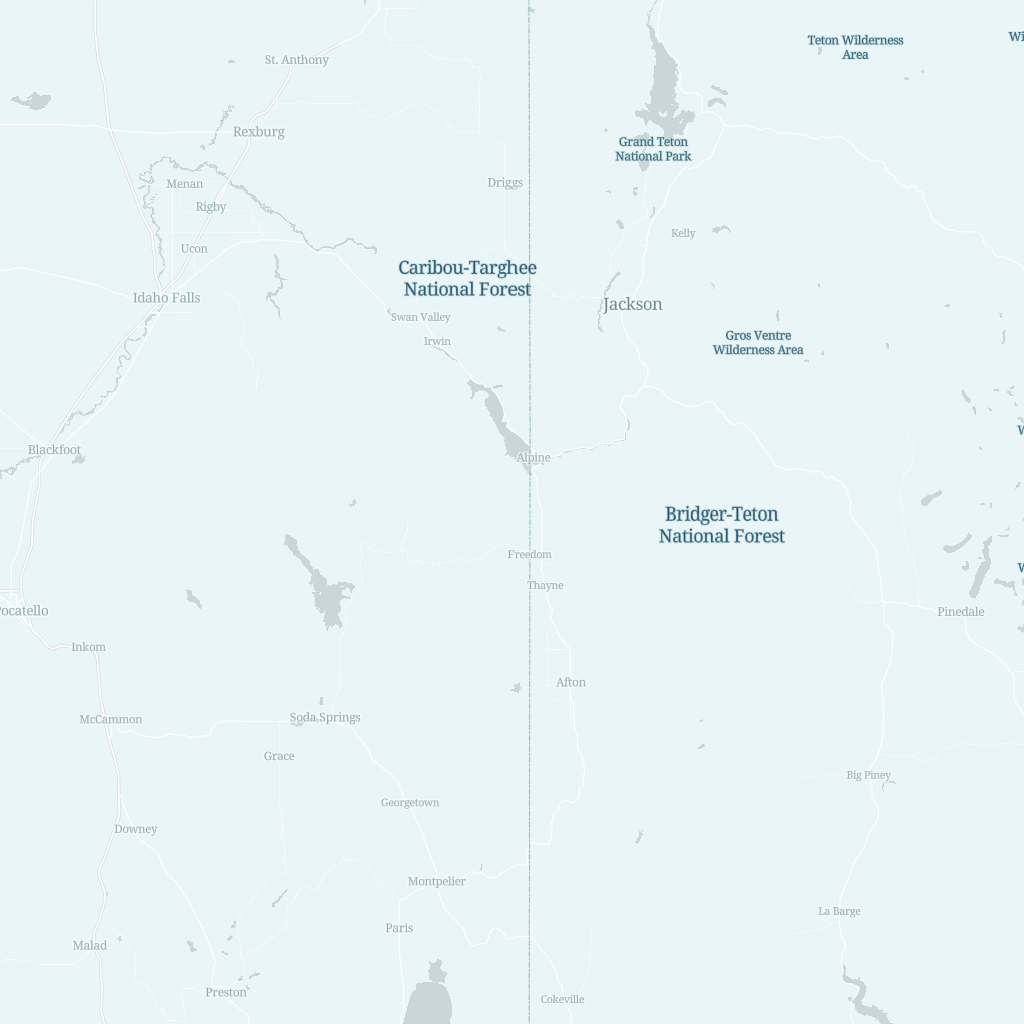 Teton Wilderness
Area
Wi
St. Anthony
Rexburg
Grand Teton
National Park
Menan
Driggs
Rigby
Kelly
Ucon
Caribou-Targhee
National Forest
Idaho Falls
Jackson
Swan Valley
Irwin
Gros Ventre
Wilderness Area
W
Blackfoot
Alpine
Bridger-Teton
National Forest
Freedom
W
Thayne
Pocatello
Pinedale
Inkom
Afton
McCammon
Soda Springs
Grace
Big Piney
Georgetown
Downey
Montpelier
La Barge
Paris
Malad
Preston
Cokeville